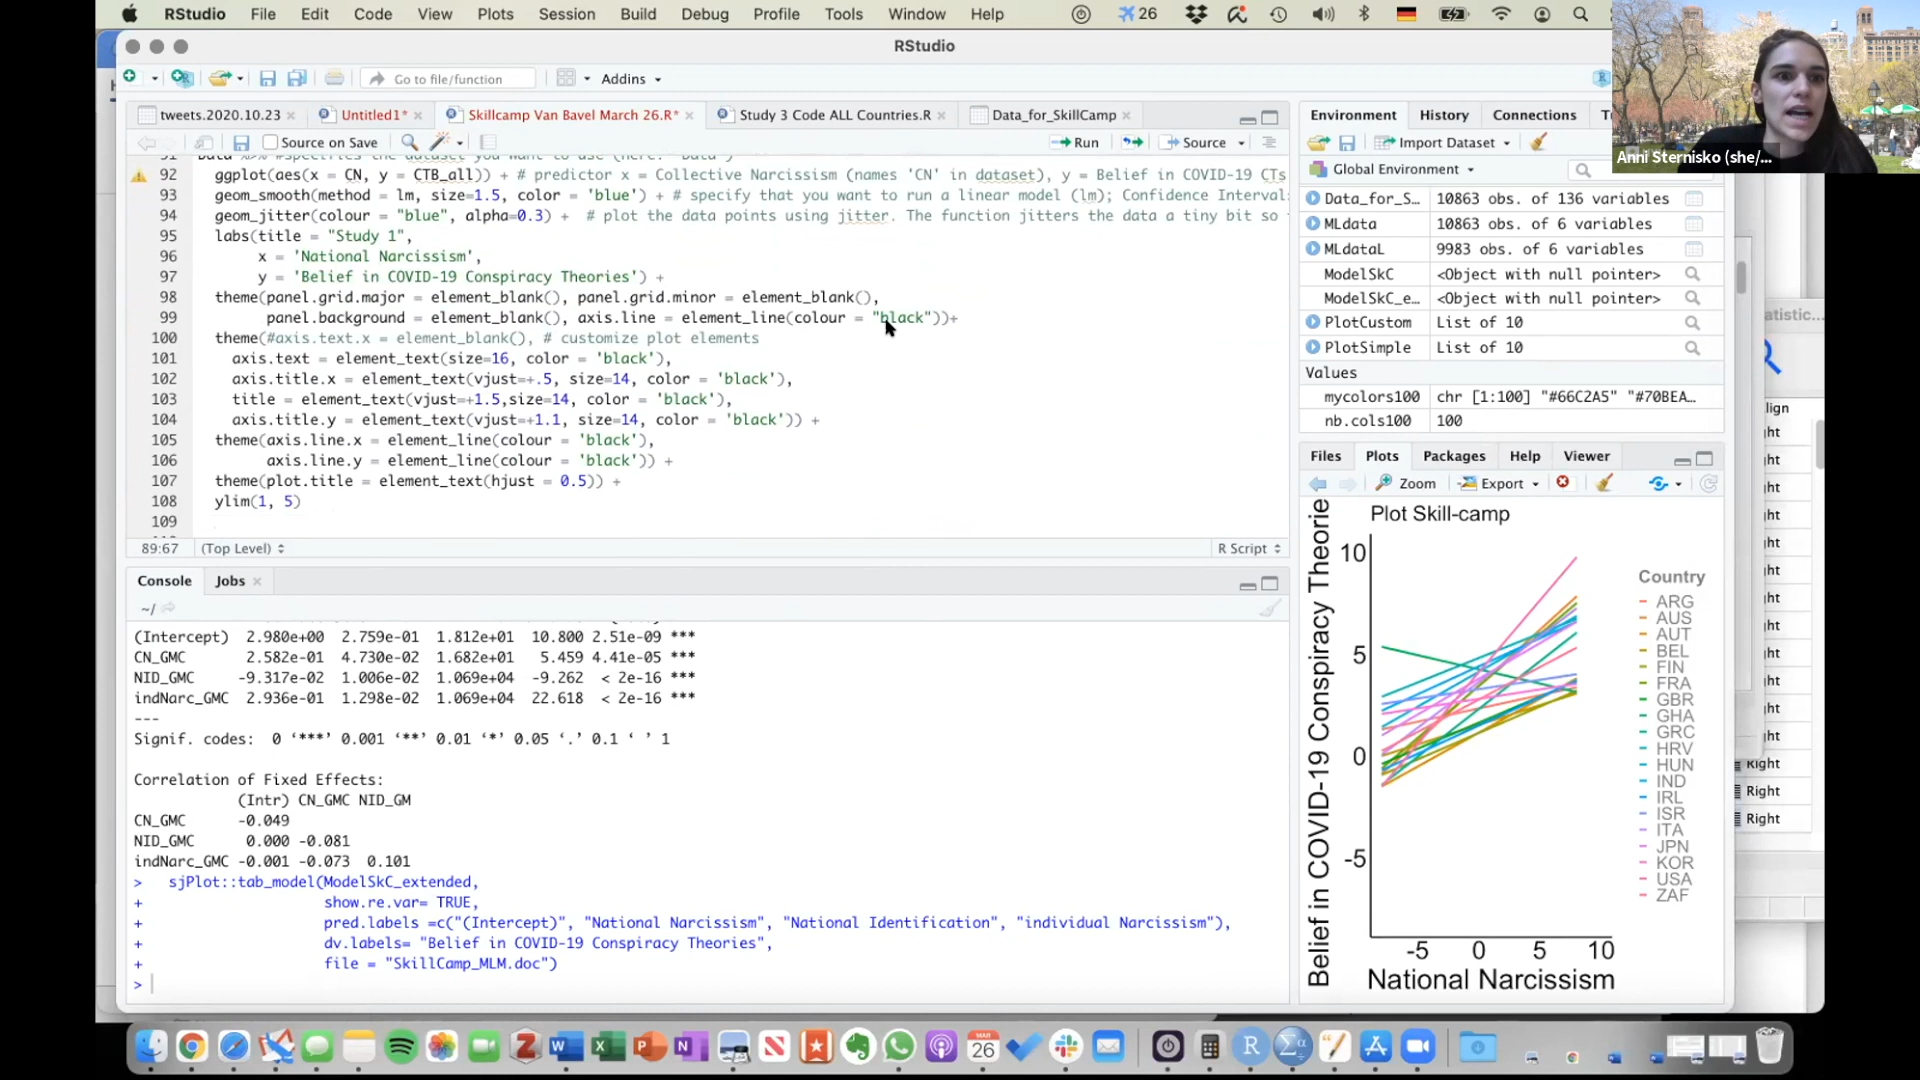 RStudio File Edit Code View Plots Session Build Debug Profile Tools Window Help 26
RStudio
Go to file/function Addins
tweets.2020.10.23 Untitled1* Skillcamp Van Bavel March 26.R* Study 3 Code ALL Countries.R Data_for_SkillCamp
Source on Save Run Source
92 ggplot(aes(x = CN, y = CTB_all)) + # predictor x = Collective Narcissism (names 'CN' in dataset), y = Belief in COVID-19 CTs
93 geom_smooth(method = lm, size=1.5, color = 'blue') + # specify that you want to run a linear model (lm); Confidence Interval
94 geom_jitter(colour = "blue", alpha=0.3) + # plot the data points using jitter. The function jitters the data a tiny bit so
95 labs(title = "Study 1",
96 x = 'National Narcissism',
97 y = 'Belief in COVID-19 Conspiracy Theories') +
98 theme(panel.grid.major = element_blank(), panel.grid.minor = element_blank(),
99 panel.background = element_blank(), axis.line = element_line(colour = "black"))+
100 theme(#axis.text.x = element_blank(), # customize plot elements
101 axis.text = element_text(size=16, color = 'black'),
102 axis.title.x = element_text(vjust=+.5, size=14, color = 'black'),
103 title = element_text(vjust=+1.5,size=14, color = 'black'),
104 axis.title.y = element_text(vjust=+1.1, size=14, color = 'black')) +
105 theme(axis.line.x = element_line(colour = 'black'),
106 axis.line.y = element_line(colour = 'black')) +
107 theme(plot.title = element_text(hjust = 0.5)) +
108 ylim(1, 5)
109
89:67 (Top Level) R Script
Console Jobs
~/
(Intercept) 2.980e+00 2.759e-01 1.812e+01 10.800 2.51e-09 ***
CN_GMC 2.582e-01 4.730e-02 1.682e+01 5.459 4.41e-05 ***
NID_GMC -9.317e-02 1.006e-02 1.069e+04 -9.262 < 2e-16 ***
indNarc_GMC 2.936e-01 1.298e-02 1.069e+04 22.618 < 2e-16 ***
---
Signif. codes: 0 ‘***’ 0.001 ‘**’ 0.01 ‘*’ 0.05 ‘.’ 0.1 ‘ ’ 1
Correlation of Fixed Effects:
(Intr) CN_GMC NID_GM
CN_GMC -0.049
NID_GMC 0.000 -0.081
indNarc_GMC -0.001 -0.073 0.101
> sjPlot::tab_model(ModelSkC_extended,
+ show.re.var= TRUE,
+ pred.labels =c("(Intercept)", "National Narcissism", "National Identification", "individual Narcissism"),
+ dv.labels= "Belief in COVID-19 Conspiracy Theories",
+ file = "SkillCamp_MLM.doc")
>
Anni Sternisko (she/...
Environment History Connections
Import Dataset
Global Environment
Data_for_S... 10863 obs. of 136 variables
MLdata 10863 obs. of 6 variables
MLdataL 9983 obs. of 6 variables
ModelSkC <Object with null pointer>
ModelSkC_e... <Object with null pointer>
PlotCustom List of 10
PlotSimple List of 10
Values
mycolors100 chr [1:100] "#66C2A5" "#70BEA...
nb.cols100 100
Files Plots Packages Help Viewer
Zoom Export
Plot Skill-camp
Belief in COVID-19 Conspiracy Theorie
10
5
0
-5
-5 0 5 10
National Narcissism
Country
ARG
AUS
AUT
BEL
FIN
FRA
GBR
GHA
GRC
HRV
HUN
IND
IRL
ISR
ITA
JPN
KOR
USA
ZAF
atistic...
lign
ht
ht
ht
ht
ht
ht
ht
ht
ht
ht
ht
ht
Right
Right
Right
MAR
26